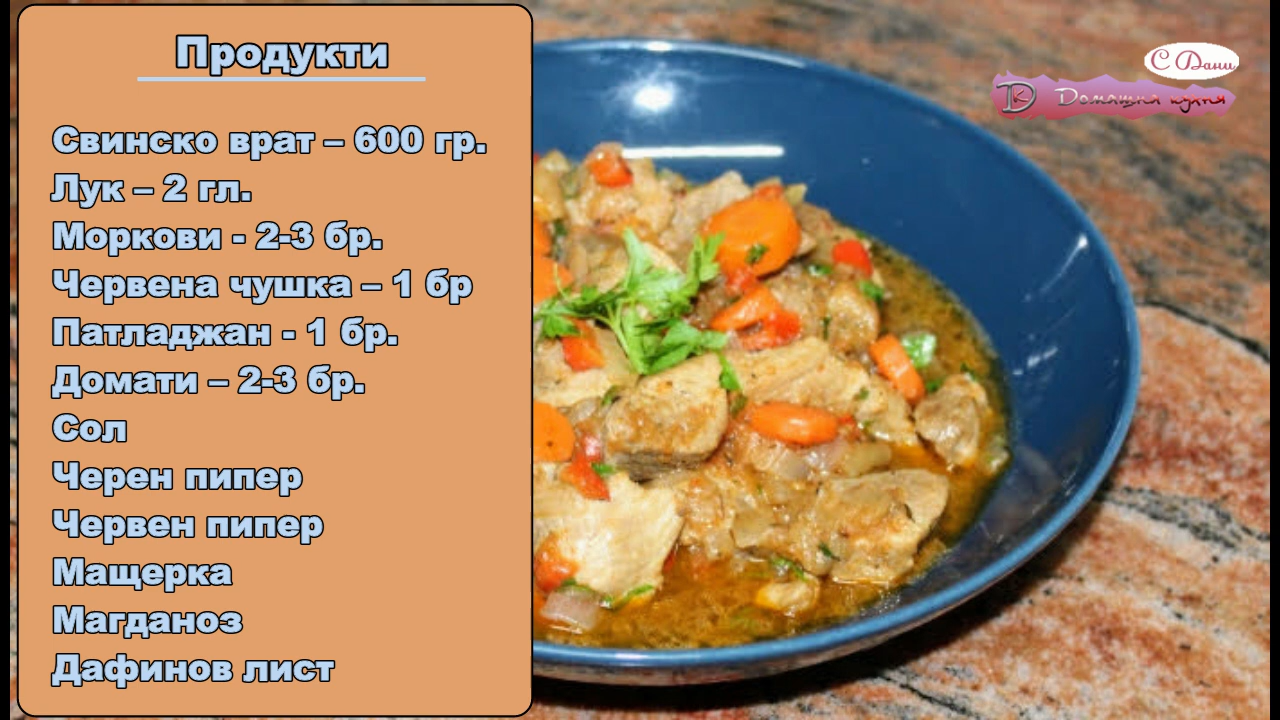 Продукти
Свинско врат – 600 гр.
Лук – 2 гл.
Моркови - 2-3 бр.
Червена чушка – 1 бр
Патладжан - 1 бр.
Домати – 2-3 бр.
Сол
Черен пипер
Червен пипер
Мащерка
Магданоз
Дафинов лист
С Дани
DK Домашна кухня